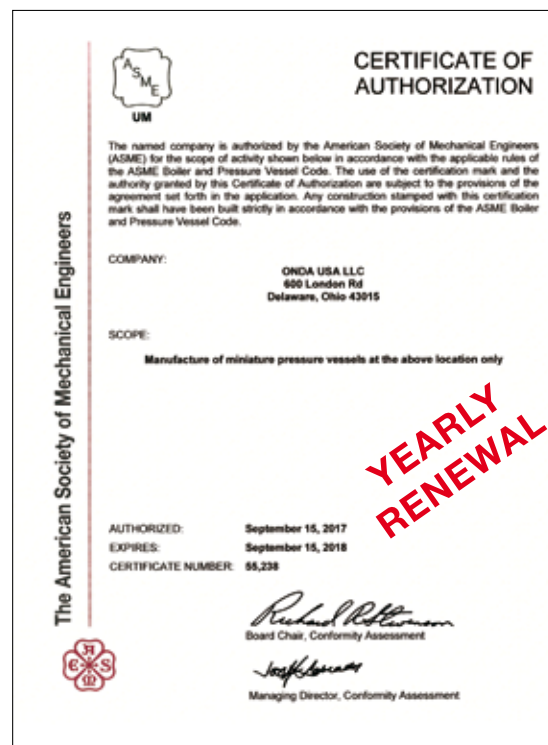 ASME
UM
CERTIFICATE OF
AUTHORIZATION
The named company is authorized by the American Society of Mechanical Engineers
(ASME) for the scope of activity shown below in accordance with the applicable rules of
the ASME Boiler and Pressure Vessel Code. The use of the certification mark and the
authority granted by this Certificate of Authorization are subject to the provisions of the
agreement set forth in the application. Any construction stamped with this certification
mark shall have been built strictly in accordance with the provisions of the ASME Boiler
and Pressure Vessel Code.
COMPANY:
ONDA USA LLC
600 London Rd
Delaware, Ohio 43015
SCOPE:
Manufacture of miniature pressure vessels at the above location only
YEARLY
RENEWAL
AUTHORIZED: September 15, 2017
EXPIRES: September 15, 2018
CERTIFICATE NUMBER: 55,238
Board Chair, Conformity Assessment
Managing Director, Conformity Assessment
The American Society of Mechanical Engineers
ASME